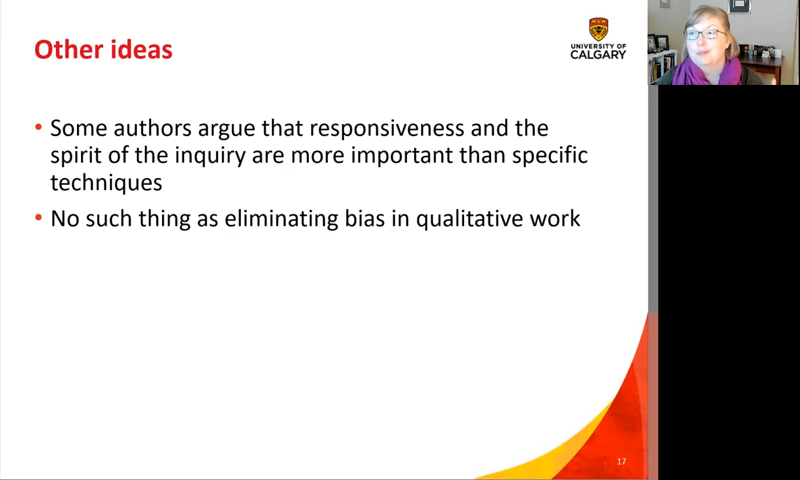 Other ideas
UNIVERSITY OF
CALGARY
• Some authors argue that responsiveness and the
spirit of the inquiry are more important than specific
techniques
• No such thing as eliminating bias in qualitative work
17